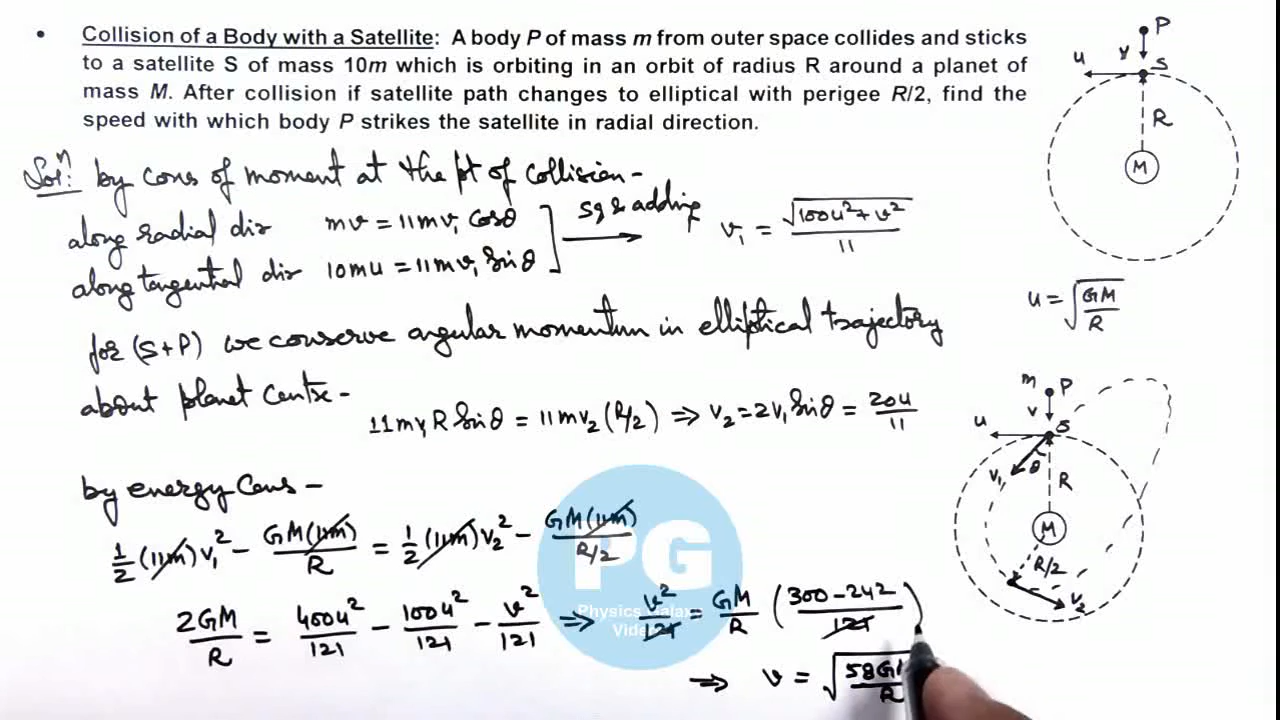 • Collision of a Body with a Satellite: A body P of mass m from outer space collides and sticks
to a satellite S of mass 10m which is orbiting in an orbit of radius R around a planet of
mass M. After collision if satellite path changes to elliptical with perigee R/2, find the
speed with which body P strikes the satellite in radial direction.
P
v
u
S
R
M
Solⁿ: by cons of moment at the pt of collision -
along radial dir mv = 11mv₁ cosθ
along tangential dir 10mu = 11mv₁ sinθ
sq & adding
v₁ = √(100u² + v²) / 11
u = √(GM/R)
for (S+P) we conserve angular momentum in elliptical trajectory
about planet centre -
11mv₁R sinθ = 11mv₂(R/2) ⇒ v₂ = 2v₁ sinθ = 20u/11
m P
v
u
S
v₁ θ
R
M
R/2
v₂
by energy cons -
1/2 (11m)v₁² - GM(11m)/R = 1/2 (11m)v₂² - GM(11m)/(R/2)
2GM/R = 400u²/121 - 100u²/121 - v²/121 ⇒ v²/121 GM/R (300-242/121)
⇒ v = √(58GM/R)
PG
Physics Galaxy